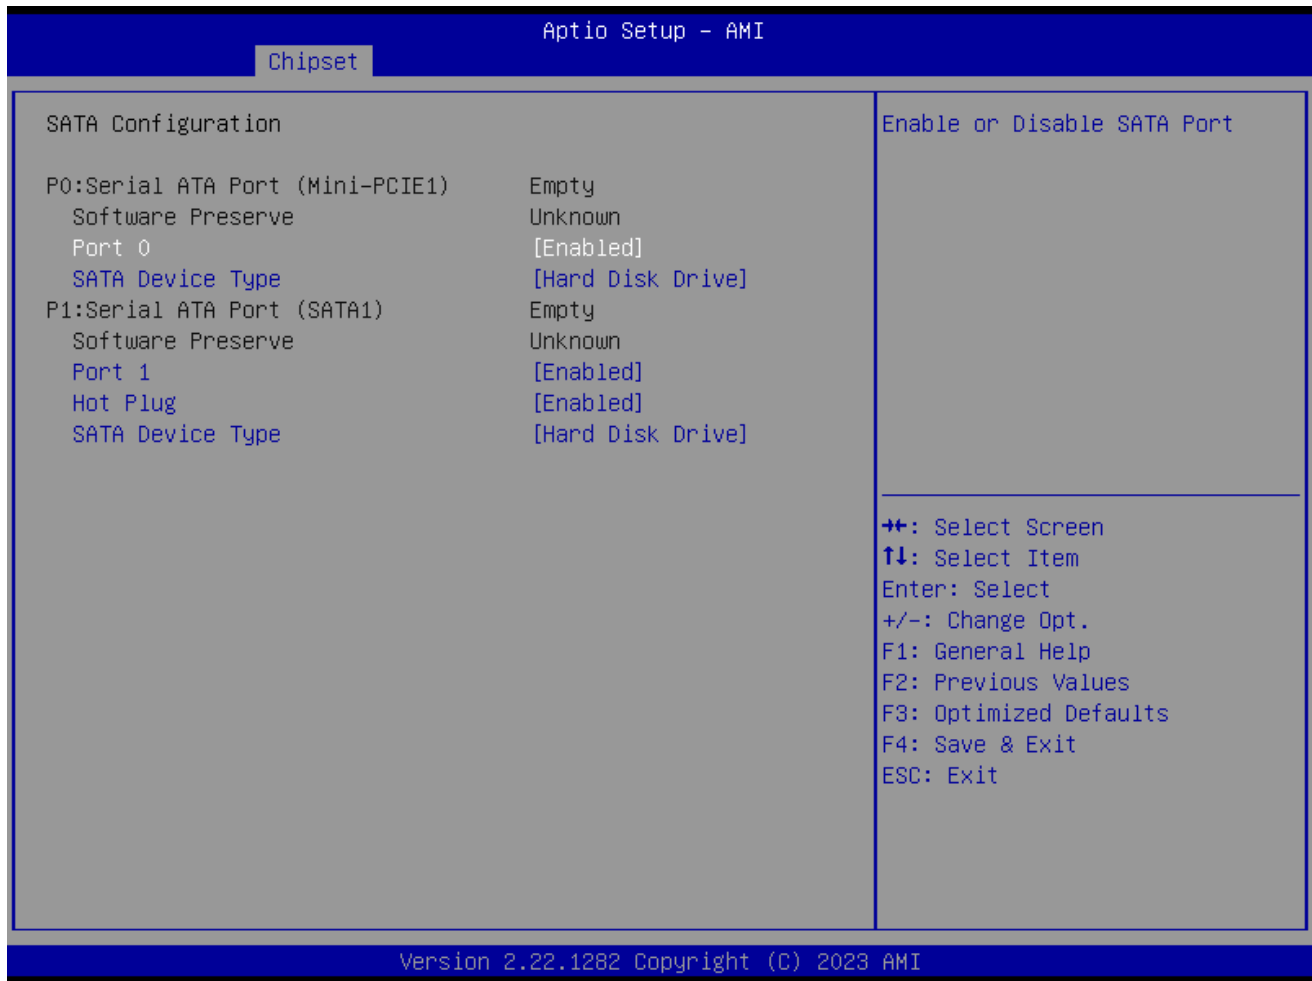 Aptio Setup – AMI
Chipset
SATA Configuration
P0:Serial ATA Port (Mini-PCIE1) Empty
Software Preserve Unknown
Port 0 [Enabled]
SATA Device Type [Hard Disk Drive]
P1:Serial ATA Port (SATA1) Empty
Software Preserve Unknown
Port 1 [Enabled]
Hot Plug [Enabled]
SATA Device Type [Hard Disk Drive]
Enable or Disable SATA Port
→←: Select Screen
↑↓: Select Item
Enter: Select
+/-: Change Opt.
F1: General Help
F2: Previous Values
F3: Optimized Defaults
F4: Save & Exit
ESC: Exit
Version 2.22.1282 Copyright (C) 2023 AMI